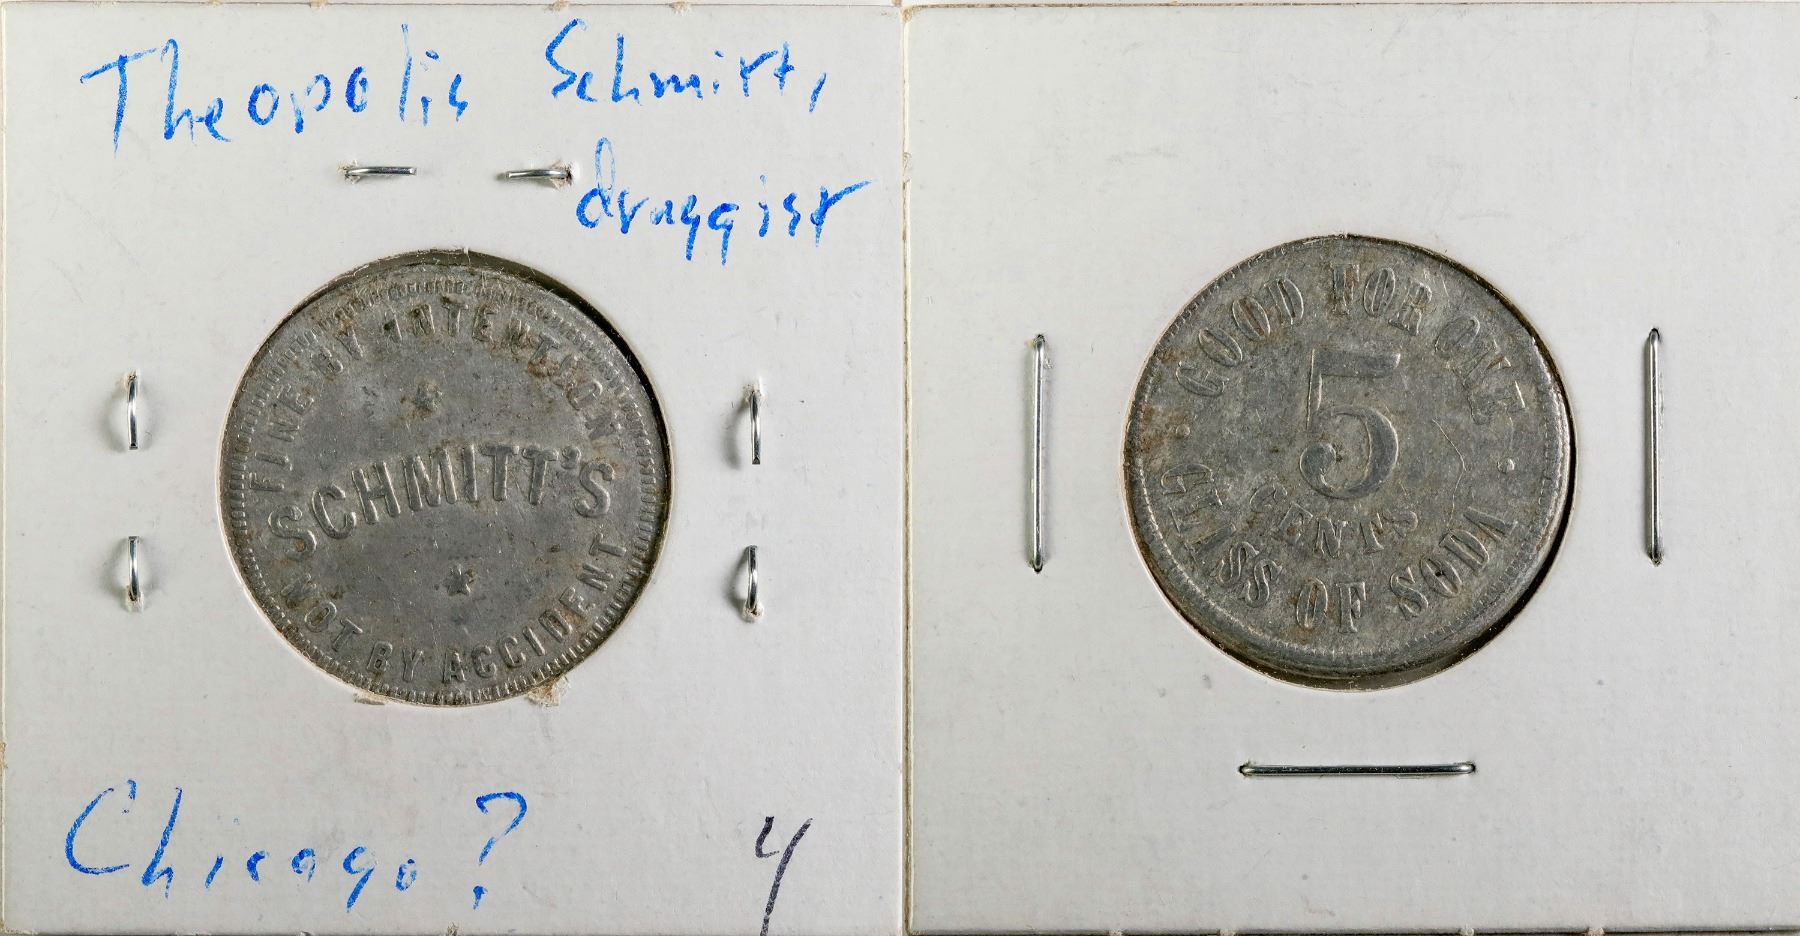 Theopolis Schmitt,
druggist
FINE BY INTENTION
SCHMITT'S
NOT BY ACCIDENT
Chicago?
4
GOOD FOR ONE
5
CENTS
GLASS OF SODA